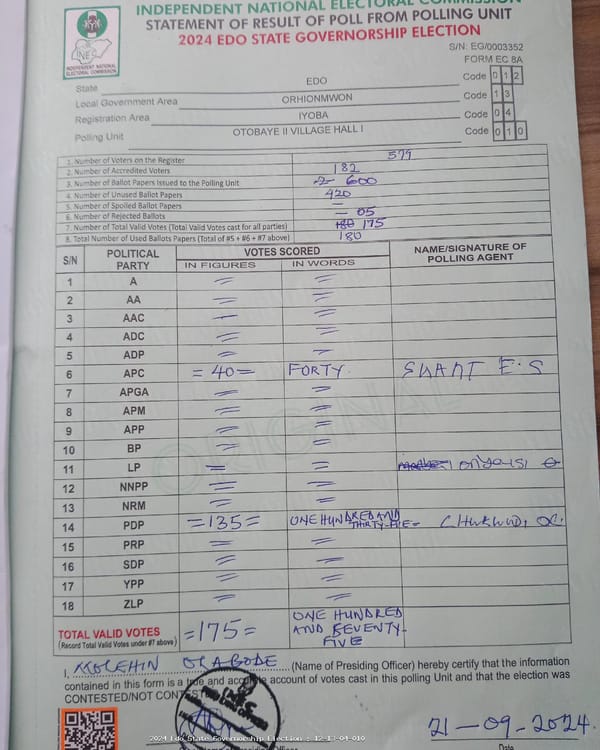 INDEPENDENT NATIONAL ELECTORAL COMMISSION
STATEMENT OF RESULT OF POLL FROM POLLING UNIT
2024 EDO STATE GOVERNORSHIP ELECTION
INEC
INDEPENDENT NATIONAL
ELECTORAL COMMISSION
S/N: EG/0003352
FORM EC 8A
State EDO Code 0 1 2
Local Government Area ORHIONMWON Code 1 3
Registration Area IYOBA Code 0 4
Polling Unit OTOBAYE II VILLAGE HALL I Code 0 1 0
1. Number of Voters on the Register 579
2. Number of Accredited Voters 182
3. Number of Ballot Papers Issued to the Polling Unit 600
4. Number of Unused Ballot Papers 420
5. Number of Spoiled Ballot Papers —
6. Number of Rejected Ballots — 05
7. Number of Total Valid Votes (Total Valid Votes cast for all parties) 180 175
8. Total Number of Used Ballots Papers (Total of #5 + #6 + #7 above) 180
S/N POLITICAL PARTY VOTES SCORED NAME/SIGNATURE OF POLLING AGENT
IN FIGURES IN WORDS
1 A = =
2 AA = =
3 AAC = =
4 ADC = =
5 ADP = =
6 APC =40= FORTY E.S
7 APGA = =
8 APM = =
9 APP = =
10 BP = =
11 LP = =
12 NNPP = =
13 NRM = =
14 PDP =135= ONE HUNDRED AND THIRTY-FIVE=
15 PRP = =
16 SDP = =
17 YPP = =
18 ZLP = =
TOTAL VALID VOTES =175= ONE HUNDRED AND SEVENTY-FIVE
(Record Total Valid Votes under #7 above)
ORIGINAL
I, OLABODE (Name of Presiding Officer) hereby certify that the information
contained in this form is a true and accurate account of votes cast in this polling unit and that the election was
CONTESTED/NOT CONTESTED
21-09-2024.
2024 Edo State Governorship Election : 12-13-04-010
Date